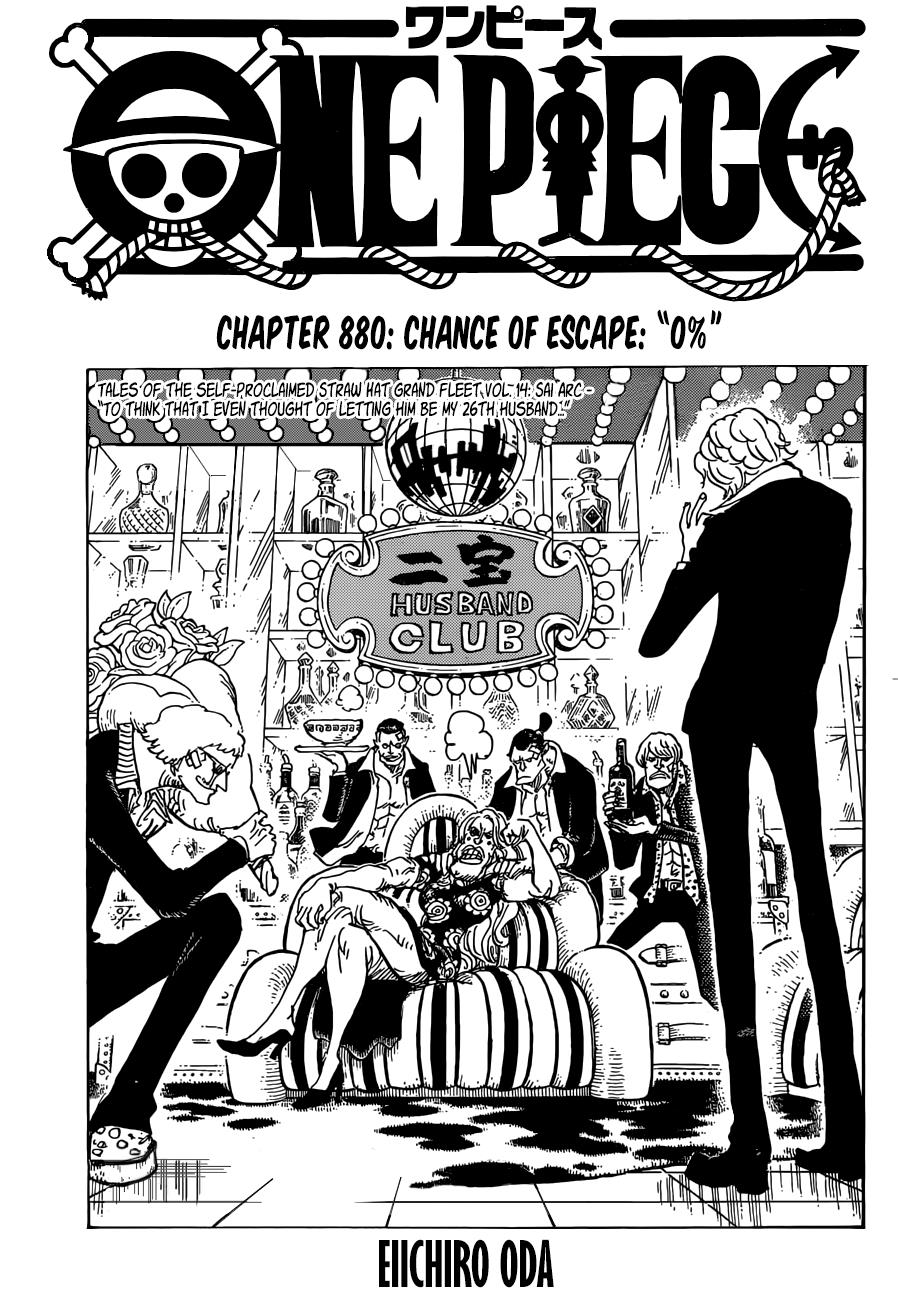 ワンピース
ONE PIECE
CHAPTER 880: CHANCE OF ESCAPE: "0%"
TALES OF THE SELF-PROCLAIMED STRAW HAT GRAND FLEET VOL. 14: SAI ARC -
"TO THINK THAT I EVEN THOUGHT OF LETTING HIM BE MY 26TH HUSBAND.."
二宝
HUSBAND
CLUB
EIICHIRO ODA